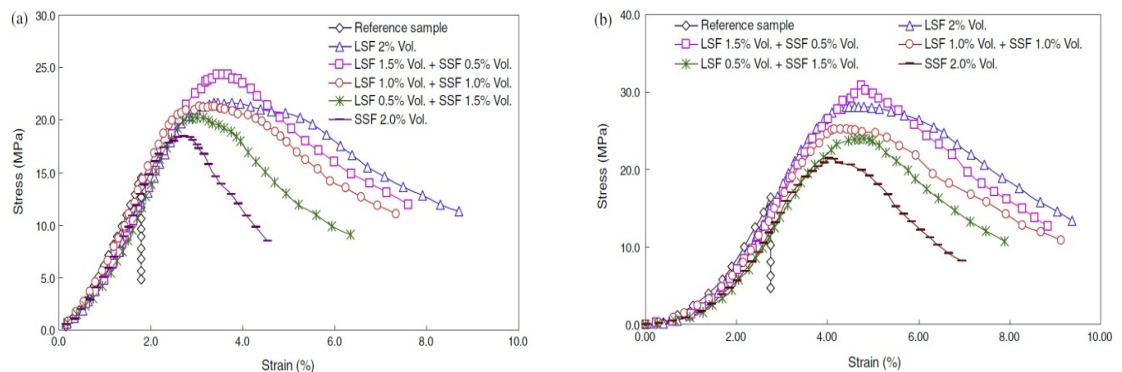 (a)
Stress (MPa)
30.0
25.0
20.0
15.0
10.0
5.0
0.0
0.0 2.0 4.0 6.0 8.0 10.0
Strain (%)
Reference sample
LSF 2% Vol.
LSF 1.5% Vol. + SSF 0.5% Vol.
LSF 1.0% Vol. + SSF 1.0% Vol.
LSF 0.5% Vol. + SSF 1.5% Vol.
SSF 2.0% Vol.
(b)
Stress (MPa)
40.0
30.0
20.0
10.0
0.0
0.00 2.00 4.00 6.00 8.00 10.00
Strain (%)
Reference sample
LSF 2% Vol.
LSF 1.5% Vol. + SSF 0.5% Vol.
LSF 1.0% Vol. + SSF 1.0% Vol.
LSF 0.5% Vol. + SSF 1.5% Vol.
SSF 2.0% Vol.